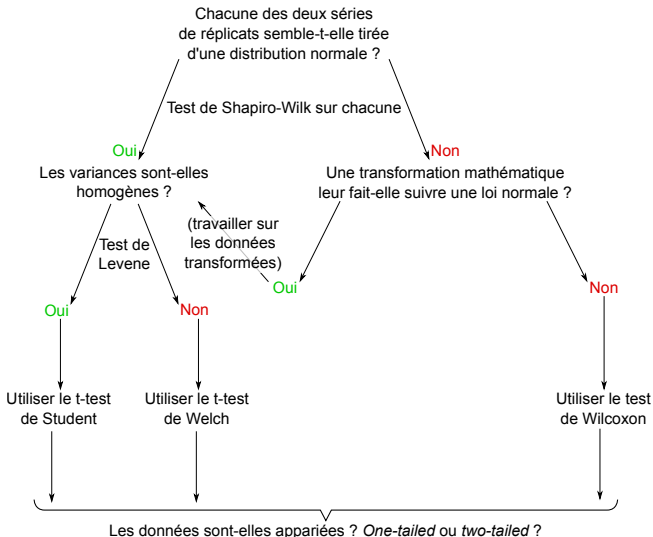 Chacune des deux séries
de réplicats semble-t-elle tirée
d'une distribution normale ?
Test de Shapiro-Wilk sur chacune
Oui
Non
Les variances sont-elles
homogènes ?
Une transformation mathématique
leur fait-elle suivre une loi normale ?
(travailler sur
les données
transformées)
Test de
Levene
Oui
Non
Oui
Non
Utiliser le t-test
de Student
Utiliser le t-test
de Welch
Utiliser le test
de Wilcoxon
Les données sont-elles appariées ? One-tailed ou two-tailed ?